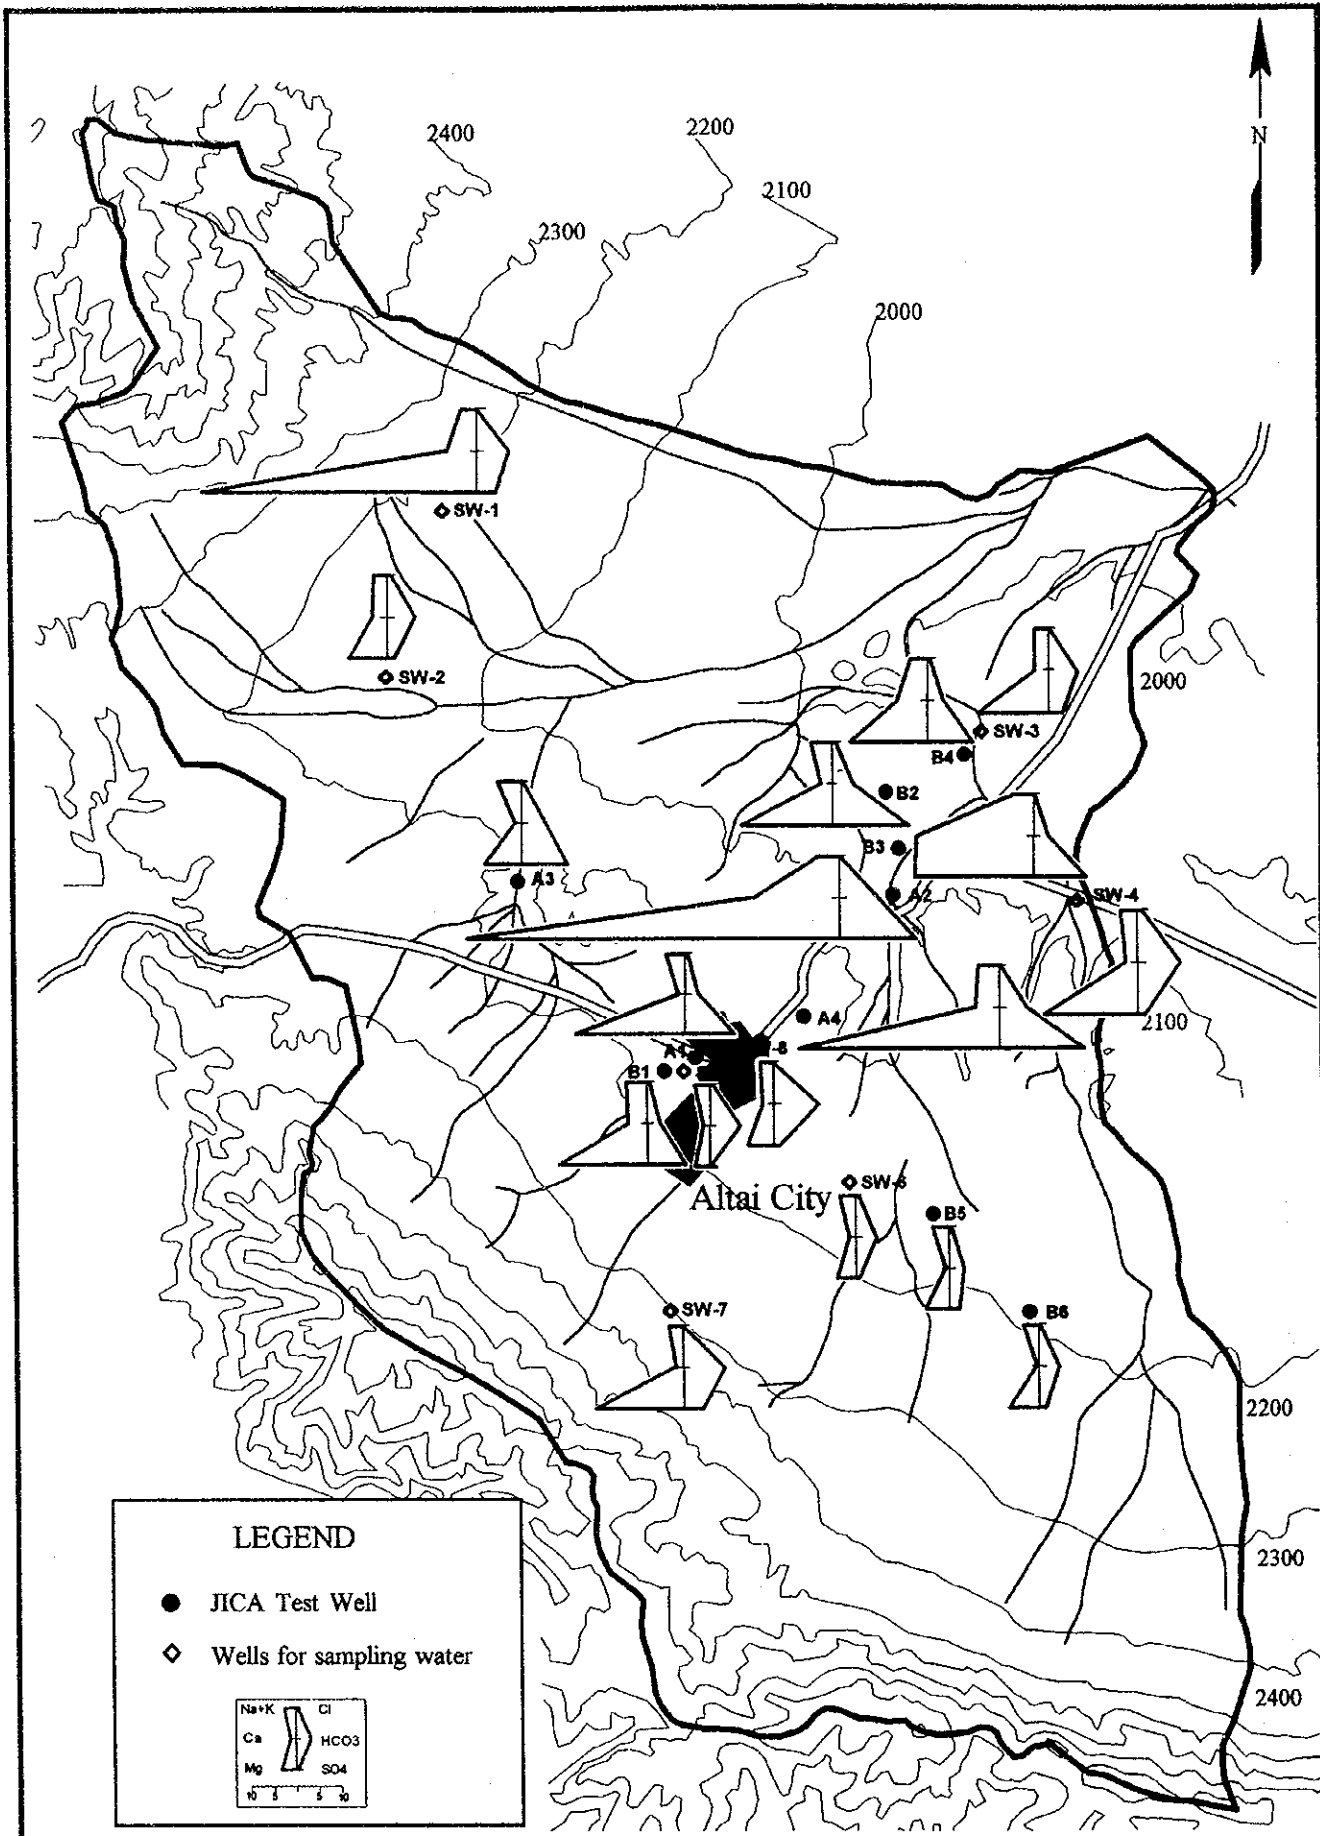 2400
2200
N
2100
2300
2000
SW-1
SW-2
2000
SW-3
B4
B2
B3
A3
A2
SW-4
A4
2100
A1
B1
Altai City
SW-6
B5
SW-7
B6
2200
LEGEND
2300
JICA Test Well
Wells for sampling water
2400
Na+K Cl
Ca HCO3
Mg SO4
10 5 5 10